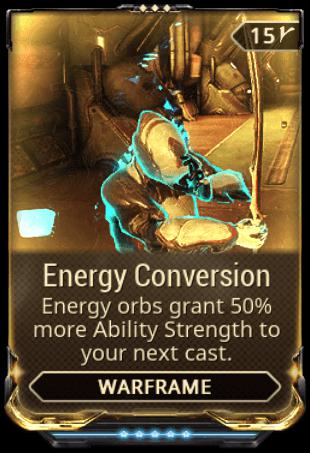 15
Energy Conversion
Energy orbs grant 50%
more Ability Strength to
your next cast.
WARFRAME